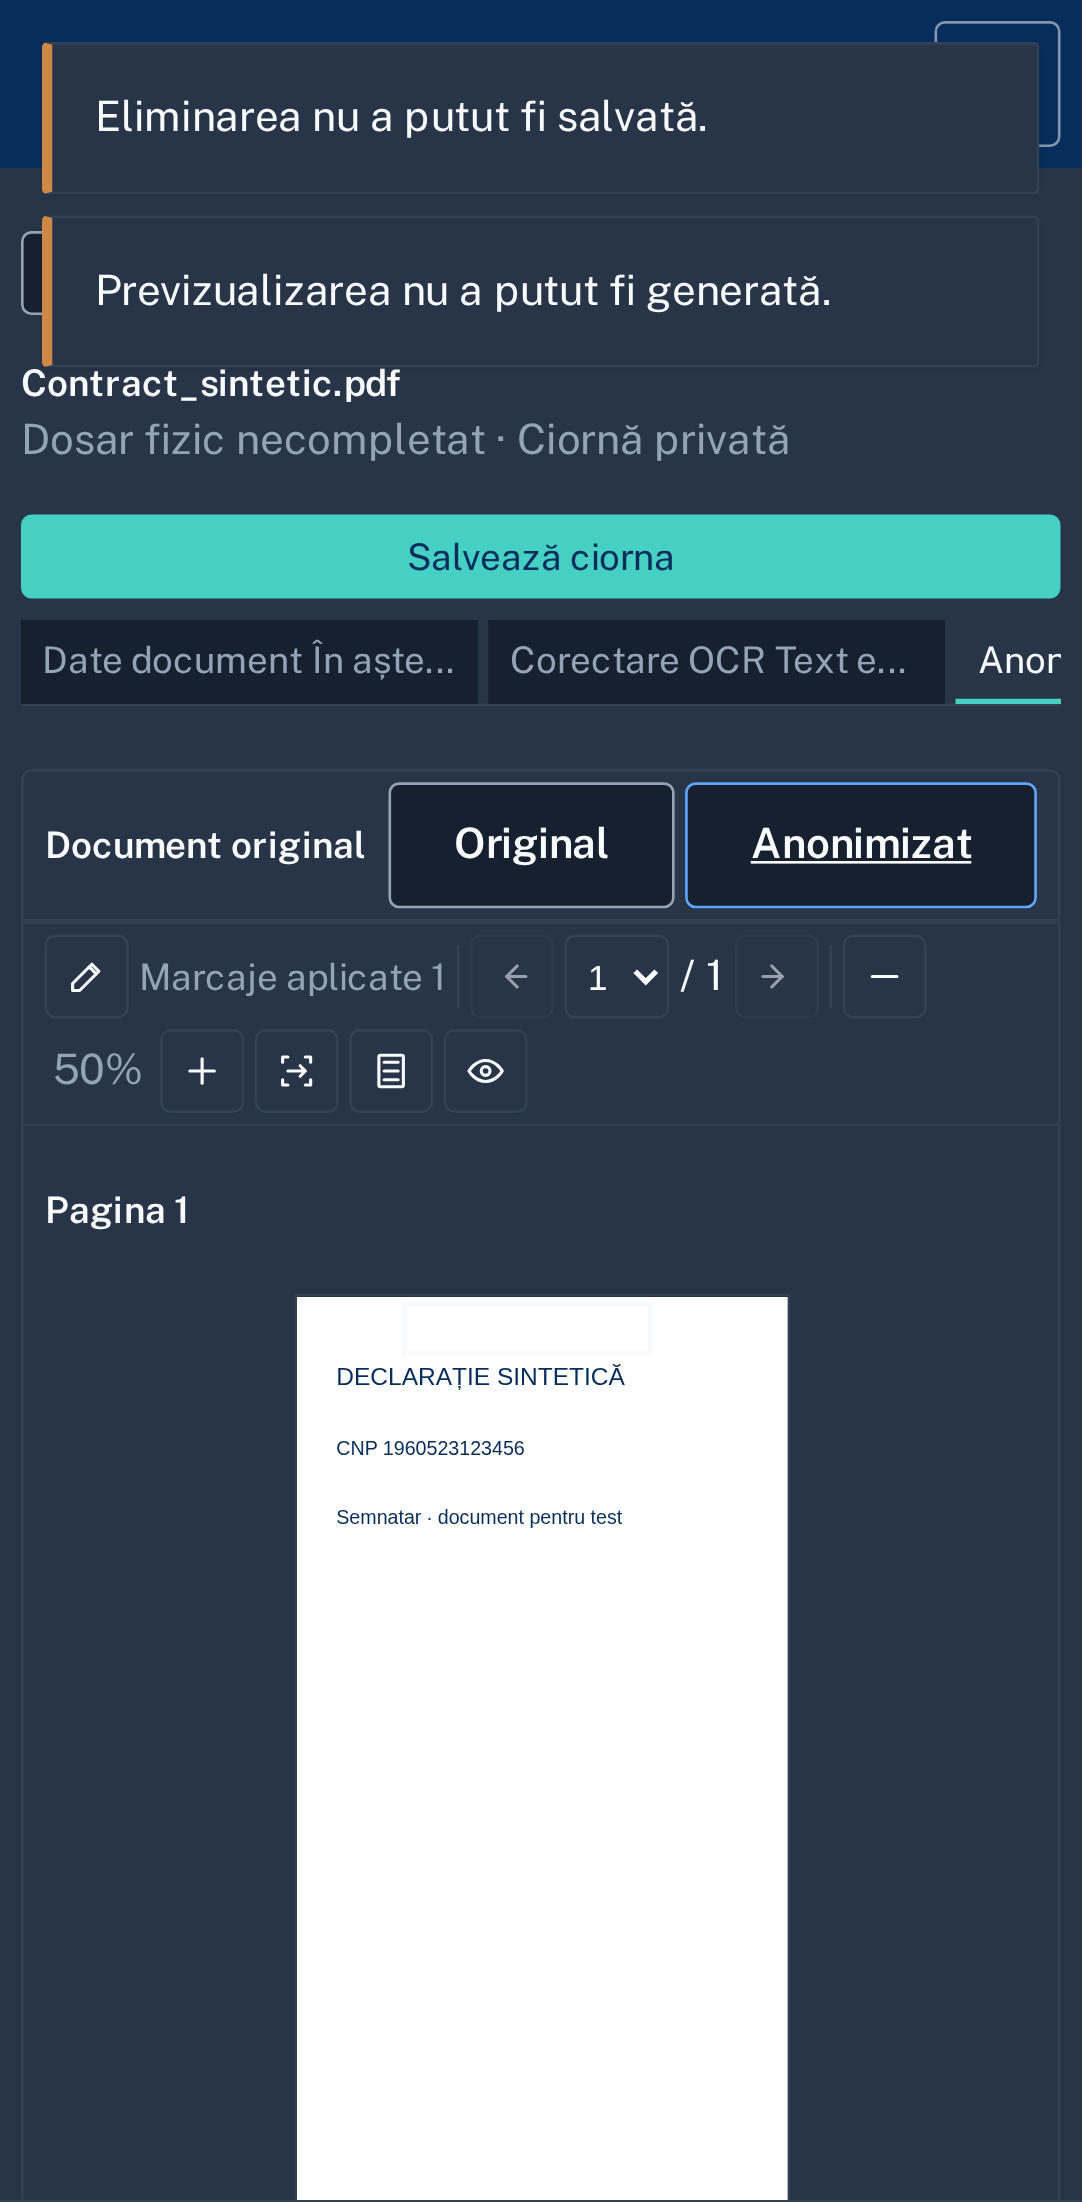 Eliminarea nu a putut fi salvată.
Previzualizarea nu a putut fi generată.
Contract_sintetic.pdf
Dosar fizic necompletat · Ciornă privată
Salvează ciorna
Date document În aște... Corectare OCR Text e... Anor
Document original Original Anonimizat
Marcaje aplicate 1 1 / 1
50%
Pagina 1
DECLARAȚIE SINTETICĂ
CNP 1960523123456
Semnatar · document pentru test